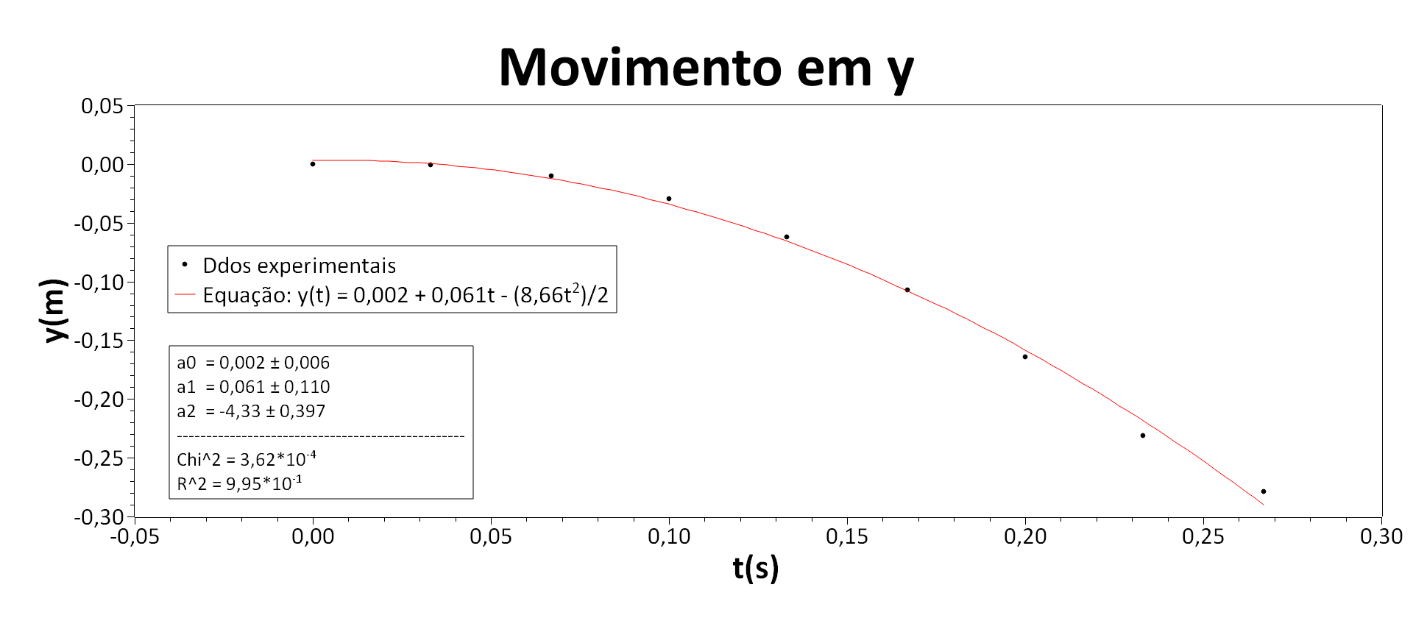 Movimento em y
0,05
0,00
-0,05
-0,10
-0,15
-0,20
-0,25
-0,30
y(m)
Ddos experimentais
Equação: y(t) = 0,002 + 0,061t - (8,66t²)/2
a0 = 0,002 ± 0,006
a1 = 0,061 ± 0,110
a2 = -4,33 ± 0,397
------------------------------------------------
Chi^2 = 3,62*10⁻⁴
R^2 = 9,95*10⁻¹
-0,05 0,00 0,05 0,10 0,15 0,20 0,25 0,30
t(s)